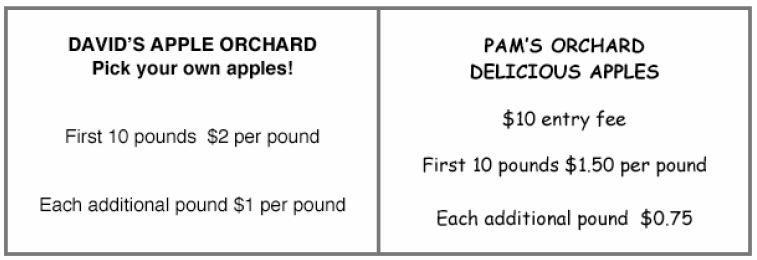 DAVID'S APPLE ORCHARD
Pick your own apples!
First 10 pounds $2 per pound
Each additional pound $1 per pound
PAM'S ORCHARD
DELICIOUS APPLES
$10 entry fee
First 10 pounds $1.50 per pound
Each additional pound $0.75